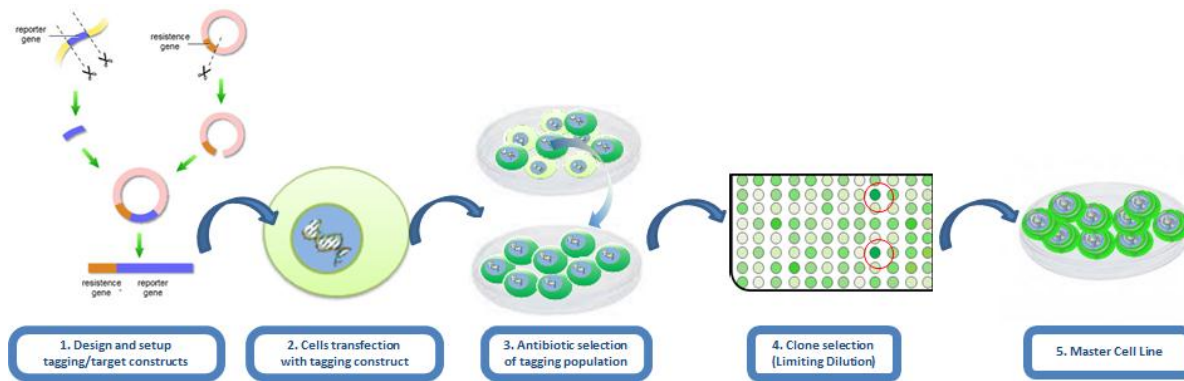 reporter
gene
resistence
gene
resistence
gene
reporter
gene
1. Design and setup
tagging/target constructs
2. Cells transfection
with tagging construct
3. Antibiotic selection
of tagging population
4. Clone selection
(Limiting Dilution)
5. Master Cell Line